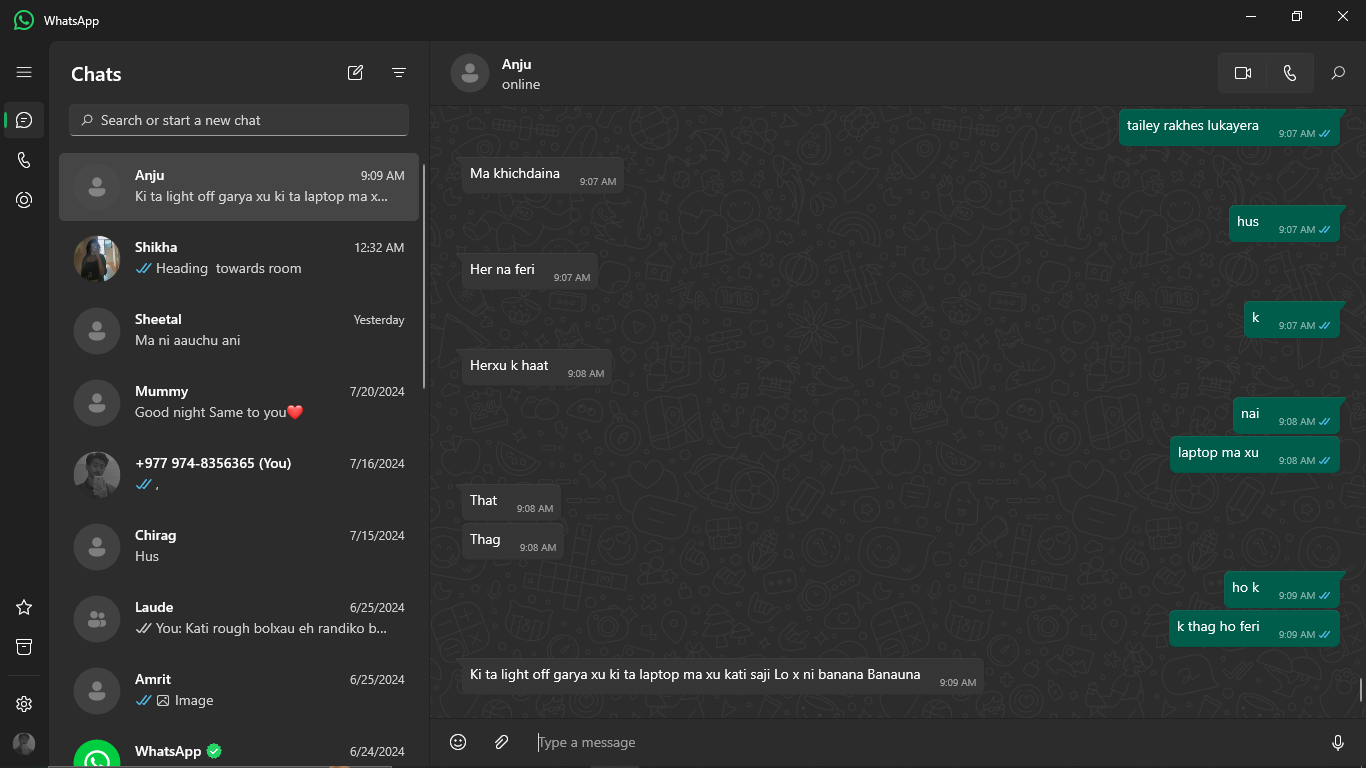 WhatsApp
Chats
Search or start a new chat
Anju
9:09 AM
Ki ta light off garya xu ki ta laptop ma x...
Shikha
12:32 AM
Heading towards room
Sheetal
Yesterday
Ma ni aauchu ani
Mummy
7/20/2024
Good night Same to you❤️
+977 974-8356365 (You)
7/16/2024
,
Chirag
7/15/2024
Hus
Laude
6/25/2024
You: Kati rough bolxau eh randiko b...
Amrit
6/25/2024
Image
WhatsApp
6/24/2024
Anju
online
tailey rakhes lukayera 9:07 AM
Ma khichdaina 9:07 AM
hus 9:07 AM
Her na feri 9:07 AM
k 9:07 AM
Herxu k haat 9:08 AM
nai 9:08 AM
laptop ma xu 9:08 AM
That 9:08 AM
Thag 9:08 AM
ho k 9:09 AM
k thag ho feri 9:09 AM
Ki ta light off garya xu ki ta laptop ma xu kati saji Lo x ni banana Banauna 9:09 AM
Type a message